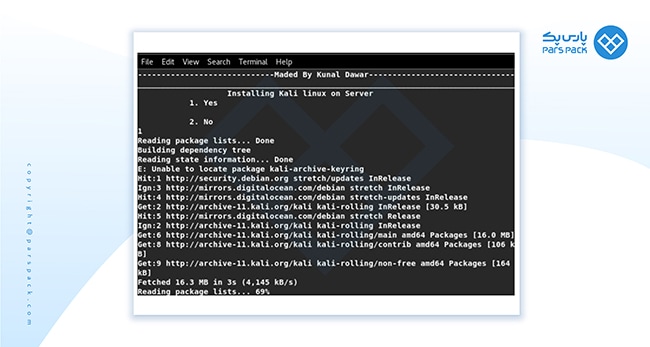 پارس پک
PARS PACK
File Edit View Search Terminal Help
--------------------------Maded By Kunal Dawar--------------------------------
Installing Kali linux on Server
1. Yes
2. No
1
Reading package lists... Done
Building dependency tree
Reading state information... Done
E: Unable to locate package kali-archive-keyring
Hit:1 http://security.debian.org stretch/updates InRelease
Ign:3 http://mirrors.digitalocean.com/debian stretch InRelease
Hit:4 http://mirrors.digitalocean.com/debian stretch-updates InRelease
Get:2 http://archive-11.kali.org/kali kali-rolling InRelease [30.5 kB]
Hit:5 http://mirrors.digitalocean.com/debian stretch Release
Ign:2 http://archive-11.kali.org/kali kali-rolling InRelease
Get:6 http://archive-11.kali.org/kali kali-rolling/main amd64 Packages [16.0 MB]
Get:8 http://archive-11.kali.org/kali kali-rolling/contrib amd64 Packages [106 k
B]
Get:9 http://archive-11.kali.org/kali kali-rolling/non-free amd64 Packages [164
kB]
Fetched 16.3 MB in 3s (4,145 kB/s)
Reading package lists... 69%
copyright@parspack.com